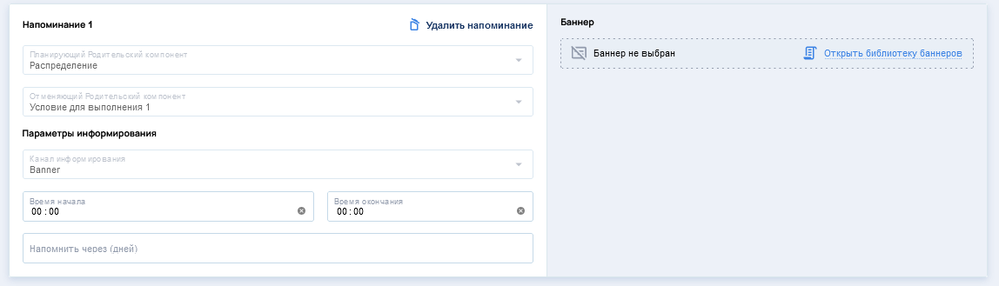 Напоминание 1
Удалить напоминание
Планирующий Родительский компонент
Распределение
Отменяющий Родительский компонент
Условие для выполнения 1
Параметры информирования
Канал информирования
Banner
Время начала
00 : 00
Время окончания
00 : 00
Напомнить через (дней)
Баннер
Баннер не выбран
Открыть библиотеку баннеров